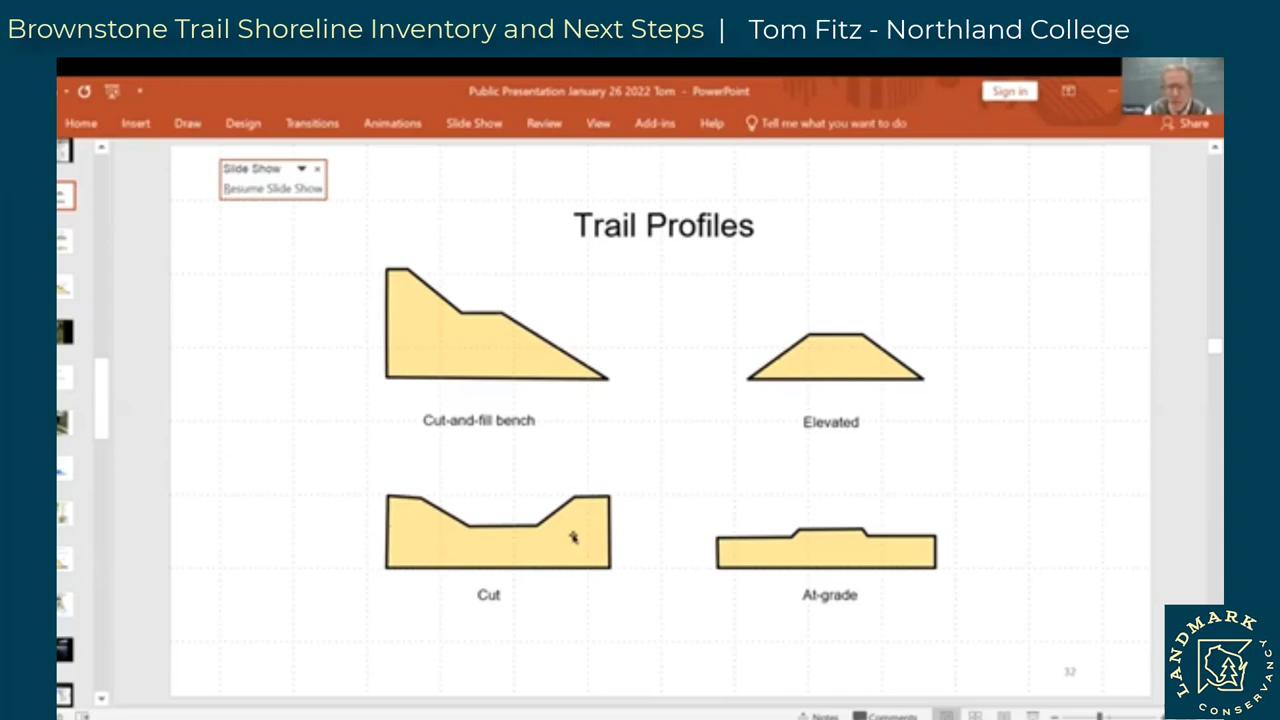 Brownstone Trail Shoreline Inventory and Next Steps | Tom Fitz - Northland College
Public Presentation January 26 2022 Tom - PowerPoint
Sign in
Home Insert Draw Design Transitions Animations Slide Show Review View Add-ins Help Tell me what you want to do Share
Slide Show
Resume Slide Show
Trail Profiles
Cut-and-fill bench
Elevated
Cut
At-grade
32
Notes Comments
LANDMARK
CONSERVANCY